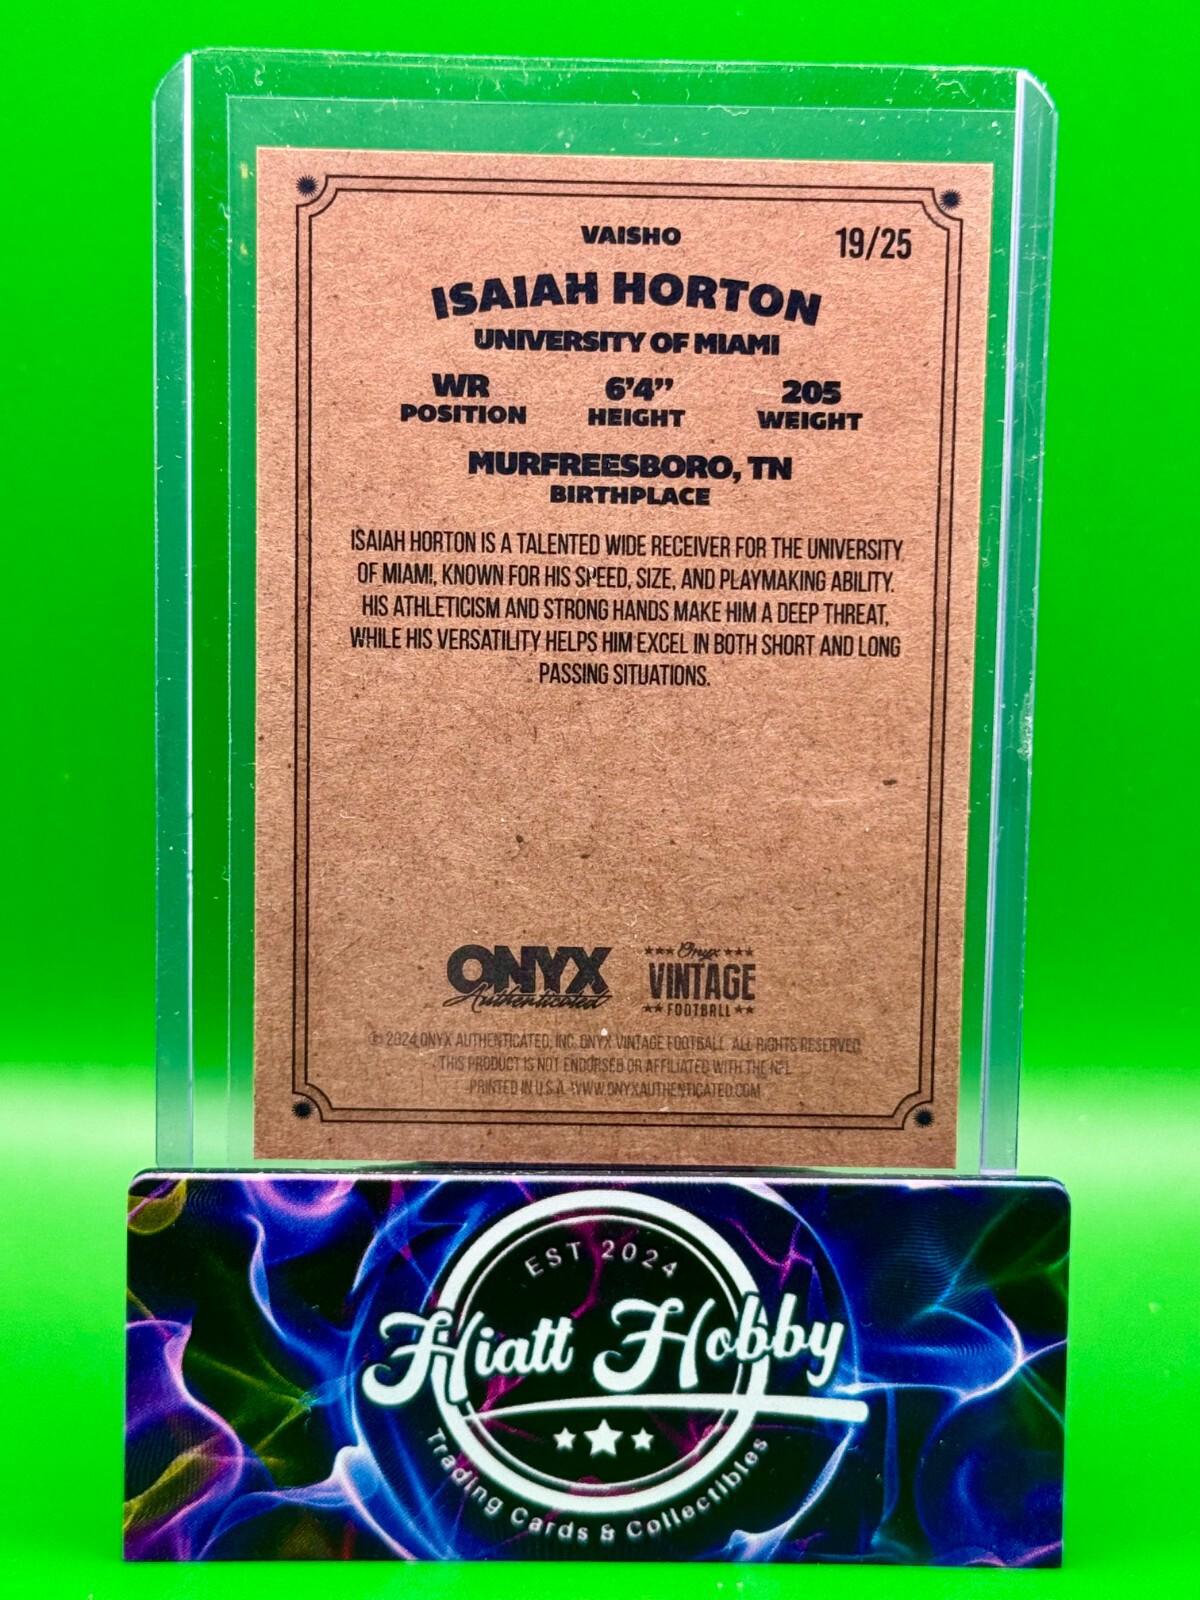 VAISHO
19/25
ISAIAH HORTON
UNIVERSITY OF MIAMI
WR 6'4" 205
POSITION HEIGHT WEIGHT
MURFREESBORO, TN
BIRTHPLACE
ISAIAH HORTON IS A TALENTED WIDE RECEIVER FOR THE UNIVERSITY
OF MIAMI, KNOWN FOR HIS SPEED, SIZE, AND PLAYMAKING ABILITY.
HIS ATHLETICISM AND STRONG HANDS MAKE HIM A DEEP THREAT,
WHILE HIS VERSATILITY HELPS HIM EXCEL IN BOTH SHORT AND LONG
PASSING SITUATIONS.
ONYX
Authenticated
Onyx
VINTAGE
FOOTBALL
© 2024 ONYX AUTHENTICATED, INC. ONYX VINTAGE FOOTBALL. ALL RIGHTS RESERVED.
THIS PRODUCT IS NOT ENDORSED OR AFFILIATED WITH THE NFL.
PRINTED IN U.S.A. WWW.ONYXAUTHENTICATED.COM
EST 2024
Hiatt Hobby
Trading Cards & Collectibles